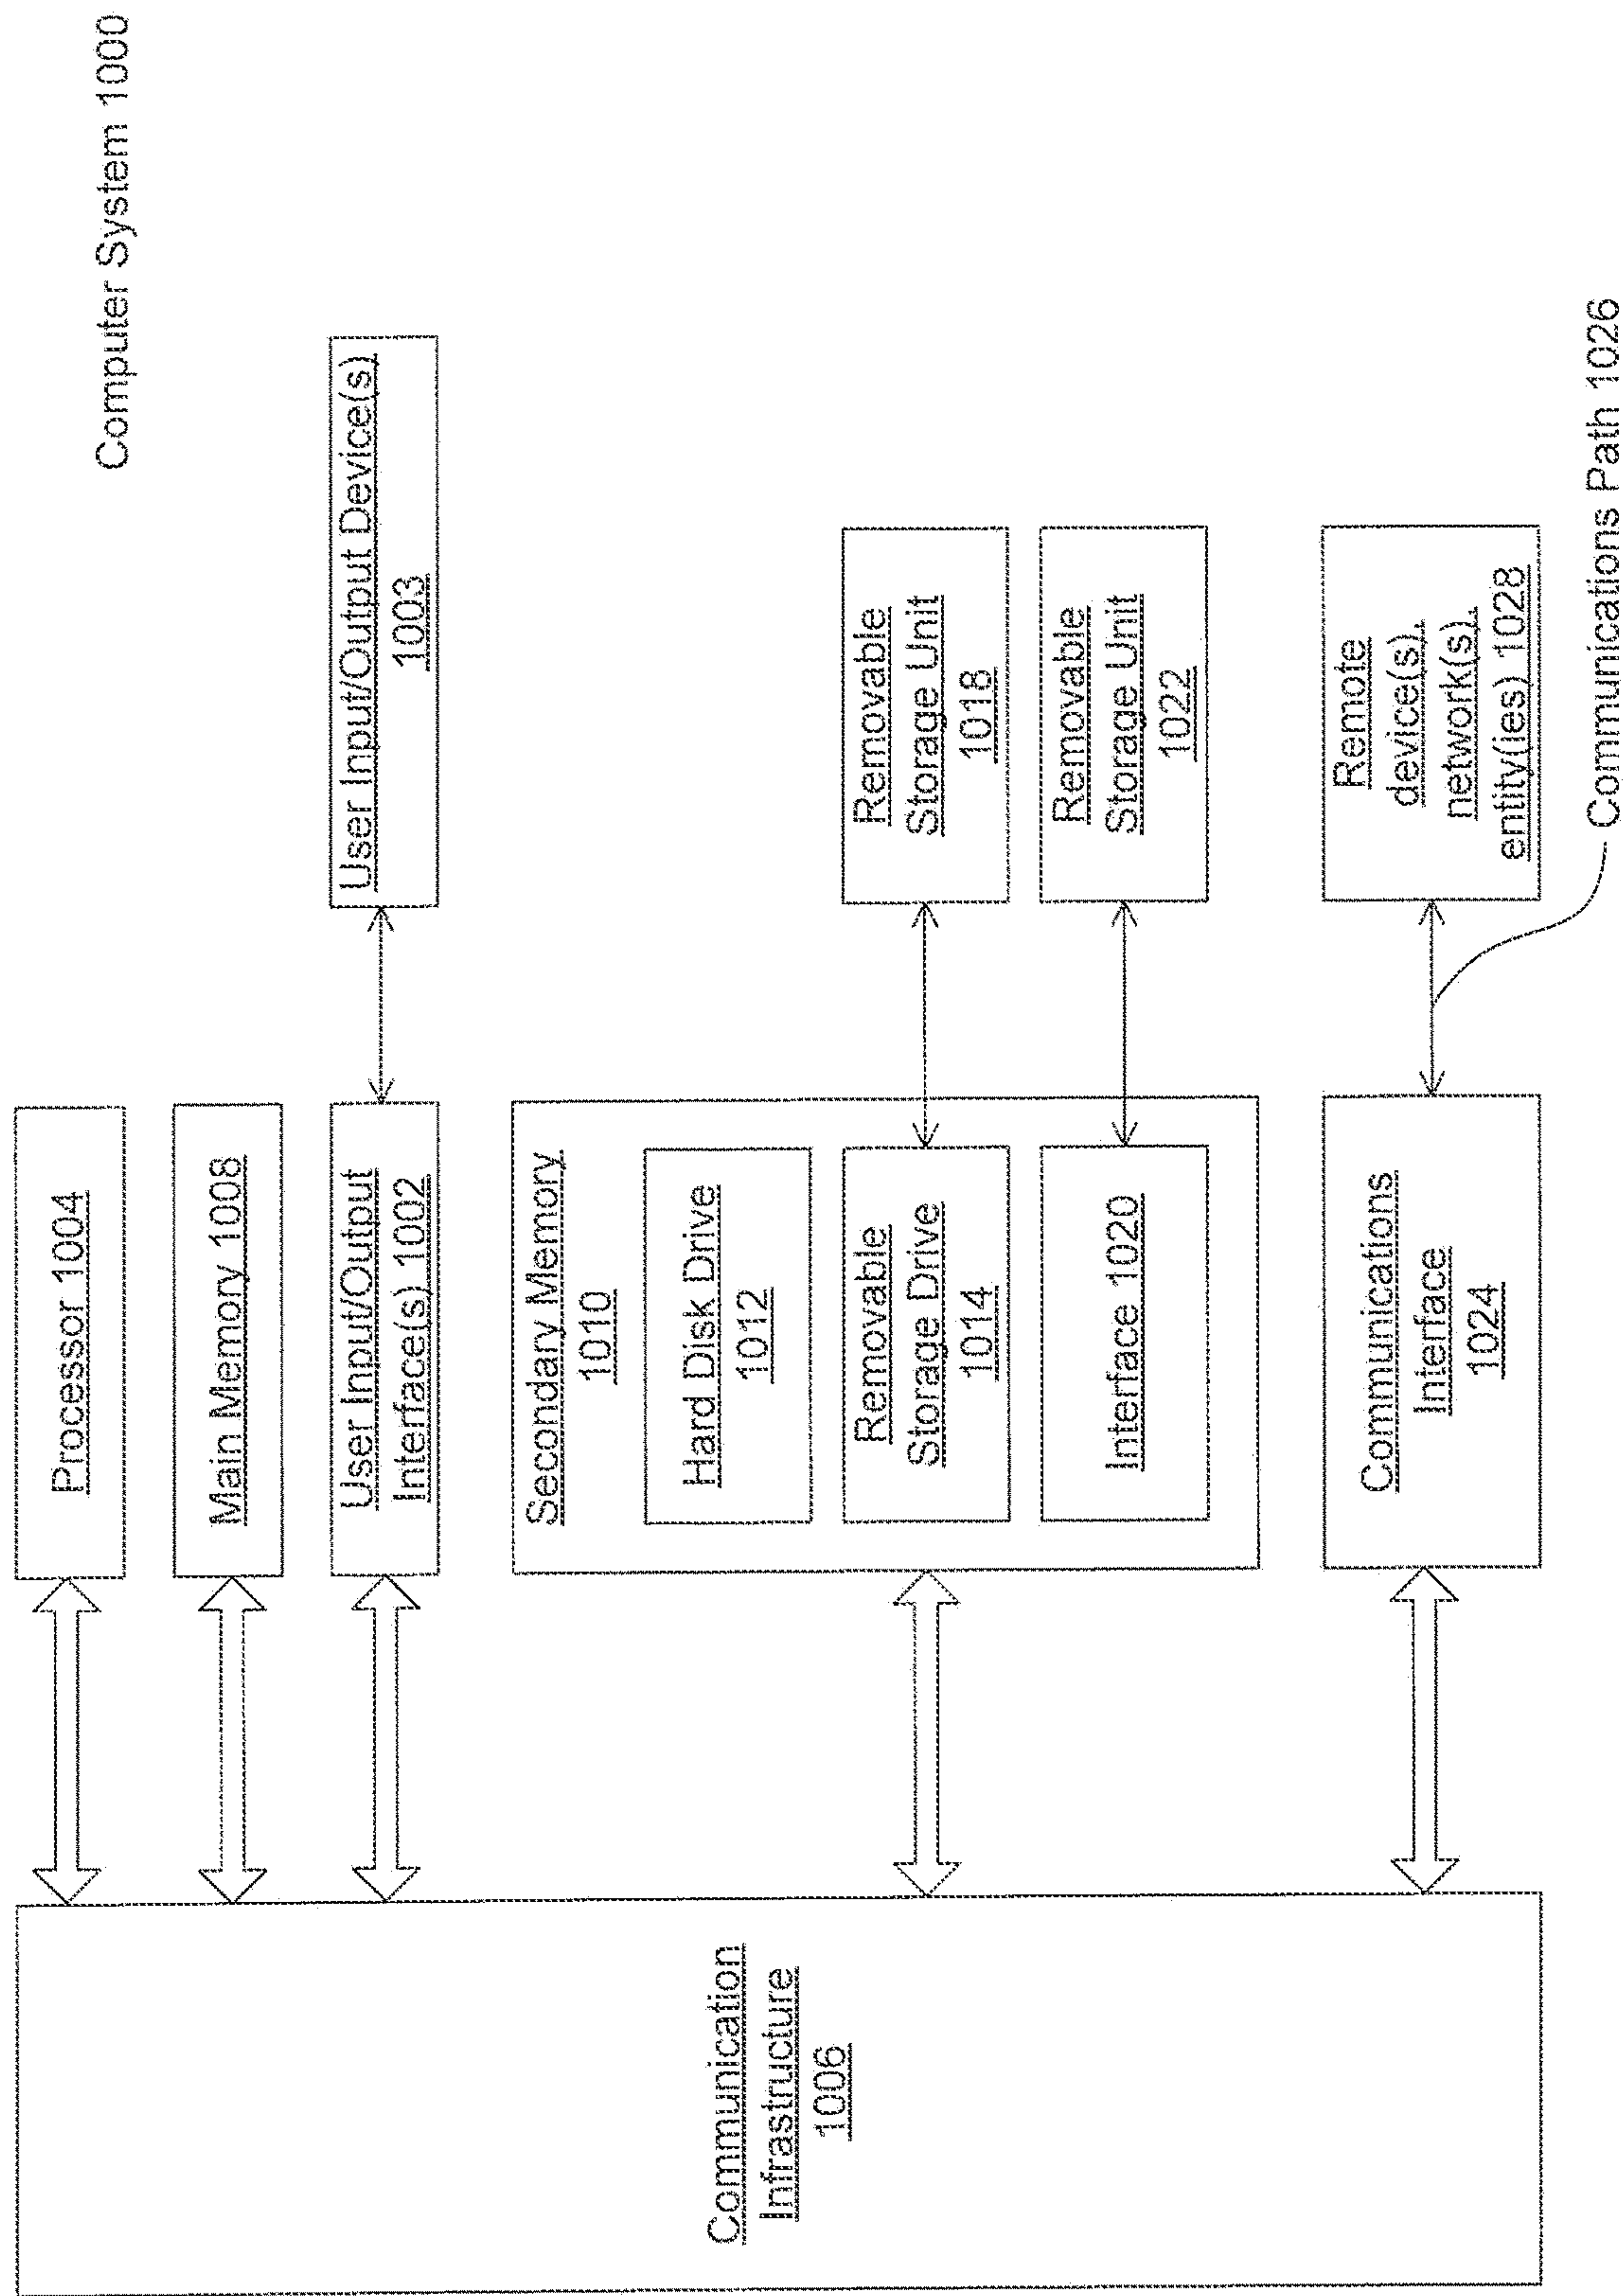 Computer System 1000
Processor 1004
Main Memory 1008
User Input/Output
Interface(s) 1002
User Input/Output Device(s)
1003
Secondary Memory
1010
Hard Disk Drive
1012
Removable
Storage Drive
1014
Removable
Storage Unit
1018
Interface 1020
Removable
Storage Unit
1022
Communications
Interface
1024
Remote
device(s),
network(s),
entity(ies) 1028
Communications Path 1026
Communication
Infrastructure
1006